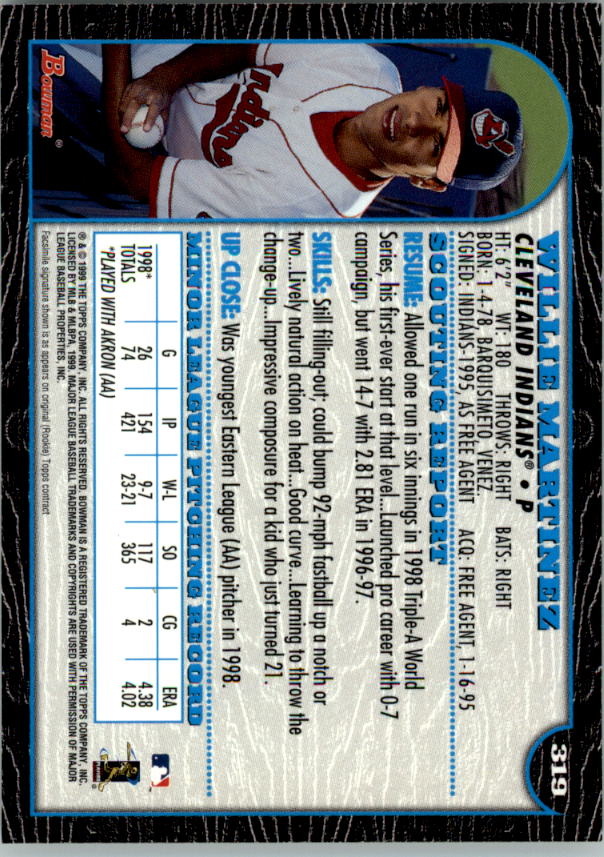 319
WILLIE MARTINEZ
CLEVELAND INDIANS® • P
HT: 6'2" WT: 180 THROWS: RIGHT BATS: RIGHT
BORN: 1-4-78, BARQUISIMETO, VENEZ.
SIGNED: INDIANS-1995, AS FREE AGENT ACQ: FREE AGENT, 1-16-95
SCOUTING REPORT
RESUME: Allowed one run in six innings in 1998 Triple-A World
Series, his first-ever start at that level...Launched pro career with 0-7
campaign, but went 14-7 with 2.81 ERA in 1996-97.
SKILLS: Still filling-out; could bump 92-mph fastball up a notch or
two...Lively natural action on heat...Good curve...Learning to throw the
change-up...Impressive composure for a kid who just turned 21.
UP CLOSE: Was youngest Eastern League (AA) pitcher in 1998.
MINOR LEAGUE PITCHING RECORD
G IP W-L SO CG ERA
1998* 26 154 9-7 117 2 4.38
TOTALS 74 421 23-21 365 4 4.02
*PLAYED WITH AKRON (AA)
® & © 1999 THE TOPPS COMPANY, INC. ALL RIGHTS RESERVED. BOWMAN IS A REGISTERED TRADEMARK OF THE TOPPS COMPANY, INC.
LICENSED BY MLB & MLBPA, 1999. MAJOR LEAGUE BASEBALL TRADEMARKS AND COPYRIGHTS ARE USED WITH PERMISSION OF MAJOR
LEAGUE BASEBALL PROPERTIES, INC.
Facsimile signature shown is as appears on original (Rookie) Topps contract
Indians
Bowman®